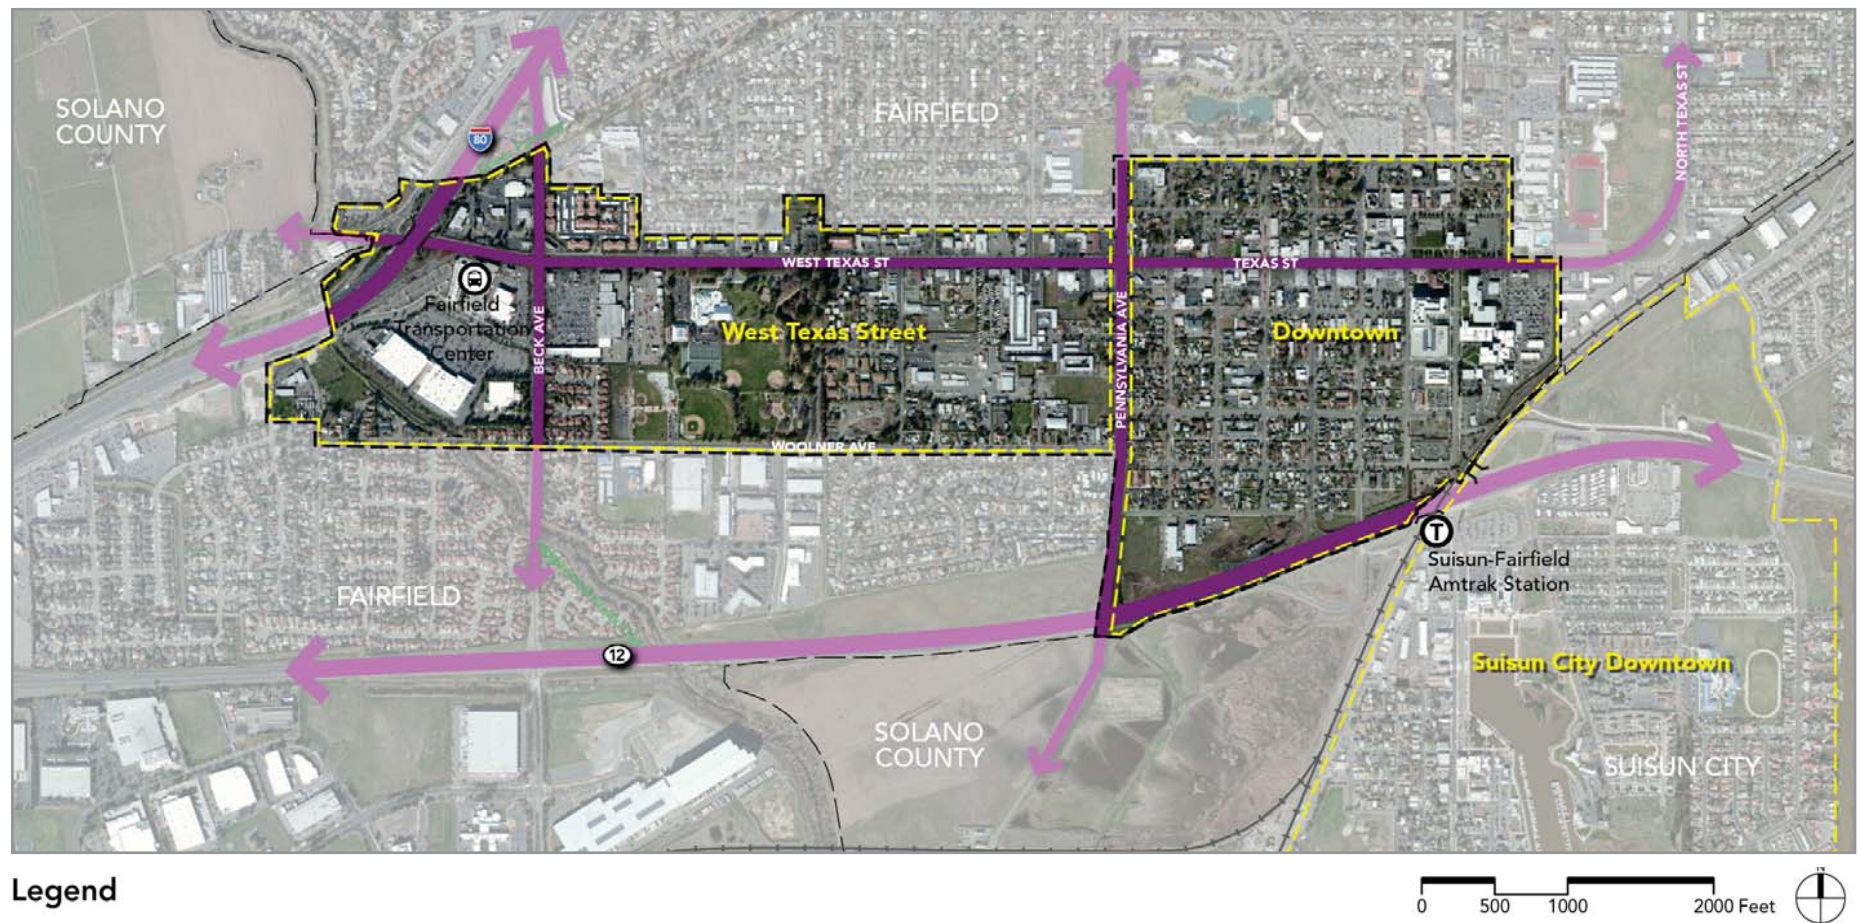 SOLANO
COUNTY
FAIRFIELD
80
NORTH TEXAS ST
WEST TEXAS ST
TEXAS ST
Fairfield
Transportation
Center
BECK AVE
West Texas Street
PENNSYLVANIA AVE
Downtown
WOOLNER AVE
T
Suisun-Fairfield
Amtrak Station
FAIRFIELD
12
Suisun City Downtown
SOLANO
COUNTY
SUISUN CITY
Legend
0 500 1000 2000 Feet
N